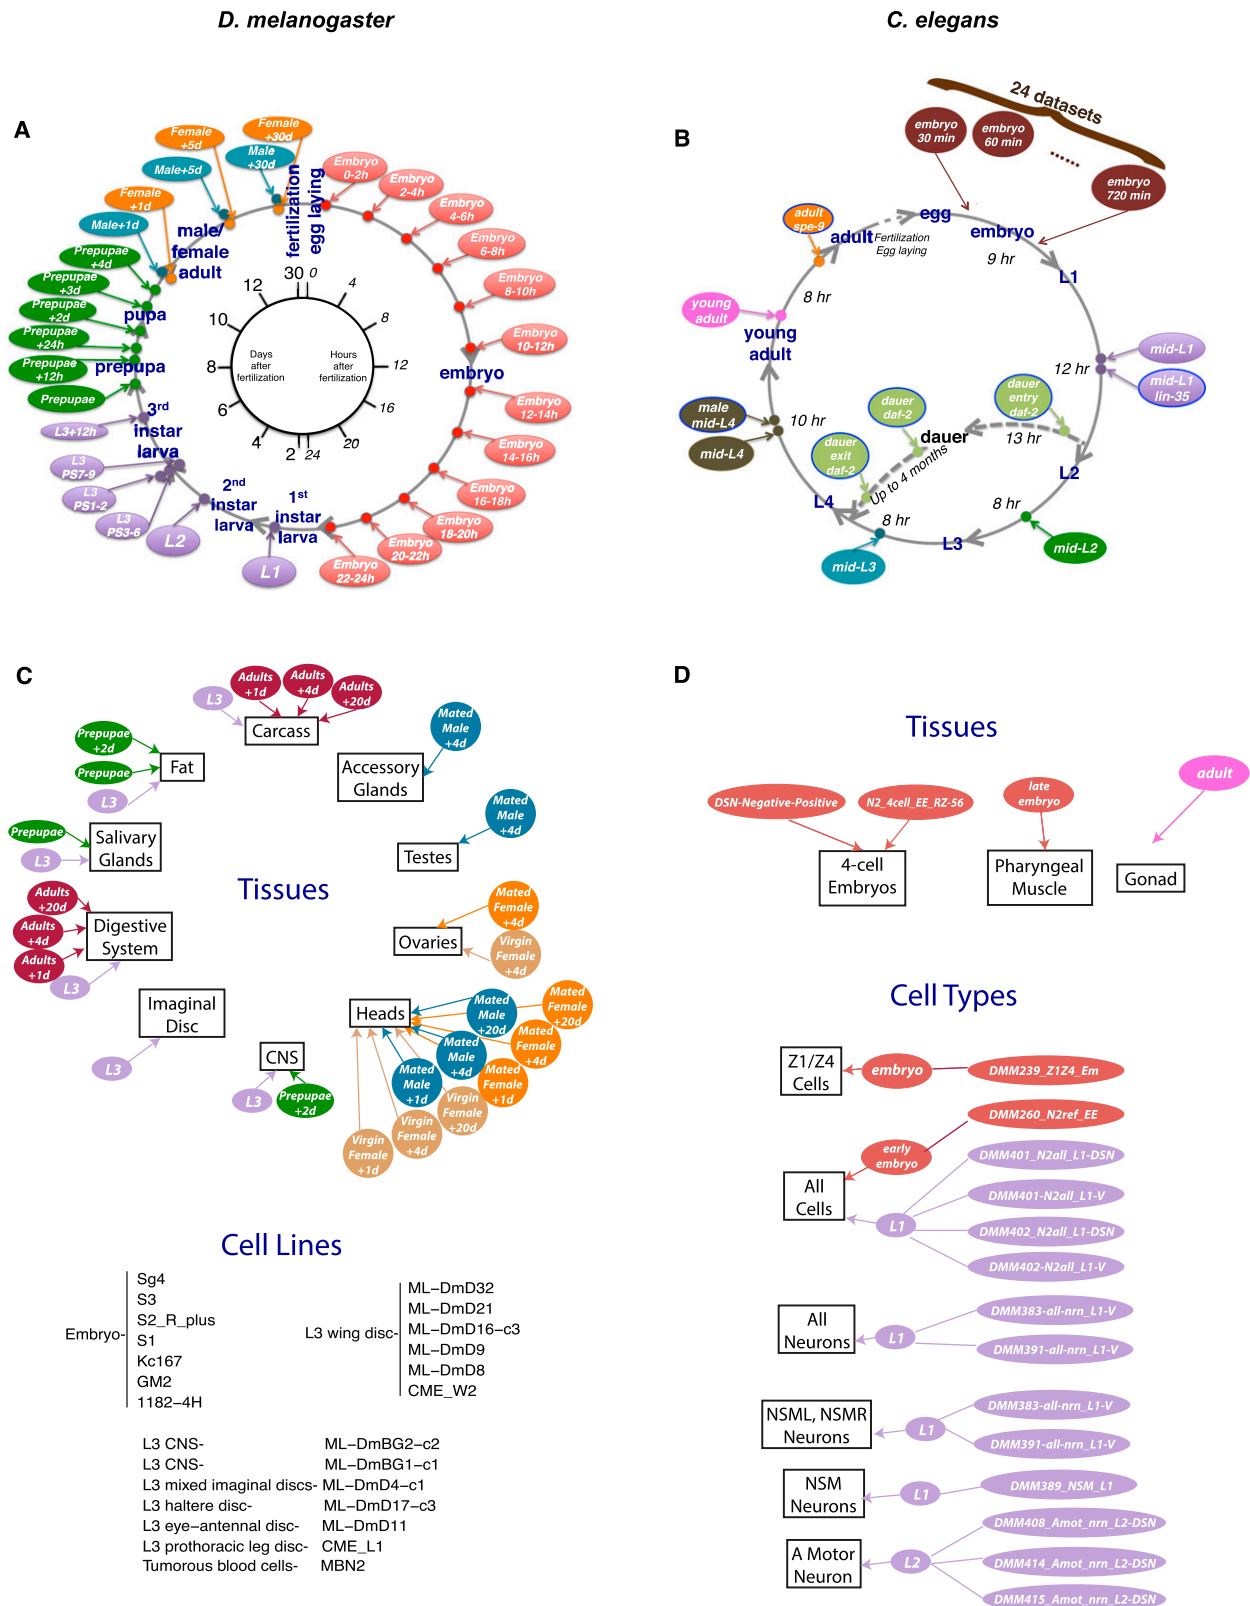 D. melanogaster
C. elegans
A
Female
+5d
Female
+30d
Male+5d
Male
+30d
Female
+1d
Male+1d
Prepupae
+4d
Prepupae
+3d
Prepupae
+2d
Prepupae
+24h
Prepupae
+12h
Prepupae
L3+12h
L3
PS7-9
L3
PS1-2
L3
PS3-6
L2
L1
Embryo
0-2h
Embryo
2-4h
Embryo
4-6h
Embryo
6-8h
Embryo
8-10h
Embryo
10-12h
Embryo
12-14h
Embryo
14-16h
Embryo
16-18h
Embryo
18-20h
Embryo
20-22h
Embryo
22-24h
fertilization
egg laying
male/
female
adult
pupa
prepupa
3rd
instar
larva
2nd
instar
larva
1st
instar
larva
embryo
30
0
4
8
12
16
20
24
2
4
6
8
10
12
Days
after
fertilization
Hours
after
fertilization
B
24 datasets
embryo
30 min
embryo
60 min
......
embryo
720 min
adult
spe-9
adult
Fertilization
Egg laying
egg
embryo
9 hr
L1
8 hr
young
adult
young
adult
12 hr
mid-L1
mid-L1
lin-35
male
mid-L4
mid-L4
10 hr
dauer
daf-2
dauer
entry
daf-2
dauer
exit
daf-2
dauer
13 hr
Up to 4 months
L2
L4
8 hr
8 hr
L3
mid-L3
mid-L2
C
L3
Adults
+1d
Adults
+4d
Adults
+20d
Carcass
Prepupae
+2d
Prepupae
L3
Fat
Mated
Male
+4d
Accessory
Glands
Prepupae
L3
Salivary
Glands
Mated
Male
+4d
Testes
Tissues
Adults
+20d
Adults
+4d
Adults
+1d
L3
Digestive
System
Mated
Female
+4d
Virgin
Female
+4d
Ovaries
Imaginal
Disc
L3
CNS
L3
Prepupae
+2d
Heads
Mated
Male
+20d
Mated
Female
+20d
Mated
Male
+4d
Mated
Female
+4d
Mated
Male
+1d
Mated
Female
+1d
Virgin
Female
+20d
Virgin
Female
+4d
Virgin
Female
+1d
Cell Lines
Embryo-
Sg4
S3
S2_R_plus
S1
Kc167
GM2
1182−4H
L3 wing disc-
ML−DmD32
ML−DmD21
ML−DmD16−c3
ML−DmD9
ML−DmD8
CME_W2
L3 CNS- ML−DmBG2−c2
L3 CNS- ML−DmBG1−c1
L3 mixed imaginal discs- ML−DmD4−c1
L3 haltere disc- ML−DmD17−c3
L3 eye−antennal disc- ML−DmD11
L3 prothoracic leg disc- CME_L1
Tumorous blood cells- MBN2
D
Tissues
DSN-Negative-Positive
N2_4cell_EE_RZ-56
4-cell
Embryos
late
embryo
Pharyngeal
Muscle
adult
Gonad
Cell Types
Z1/Z4
Cells
embryo
DMM239_Z1Z4_Em
DMM260_N2ref_EE
early
embryo
All
Cells
L1
DMM401_N2all_L1-DSN
DMM401-N2all_L1-V
DMM402_N2all_L1-DSN
DMM402-N2all_L1-V
All
Neurons
L1
DMM383-all-nrn_L1-V
DMM391-all-nrn_L1-V
NSML, NSMR
Neurons
L1
DMM383-all-nrn_L1-V
DMM391-all-nrn_L1-V
NSM
Neurons
L1
DMM389_NSM_L1
A Motor
Neuron
L2
DMM408_Amot_nrn_L2-DSN
DMM414_Amot_nrn_L2-DSN
DMM415_Amot_nrn_L2-DSN